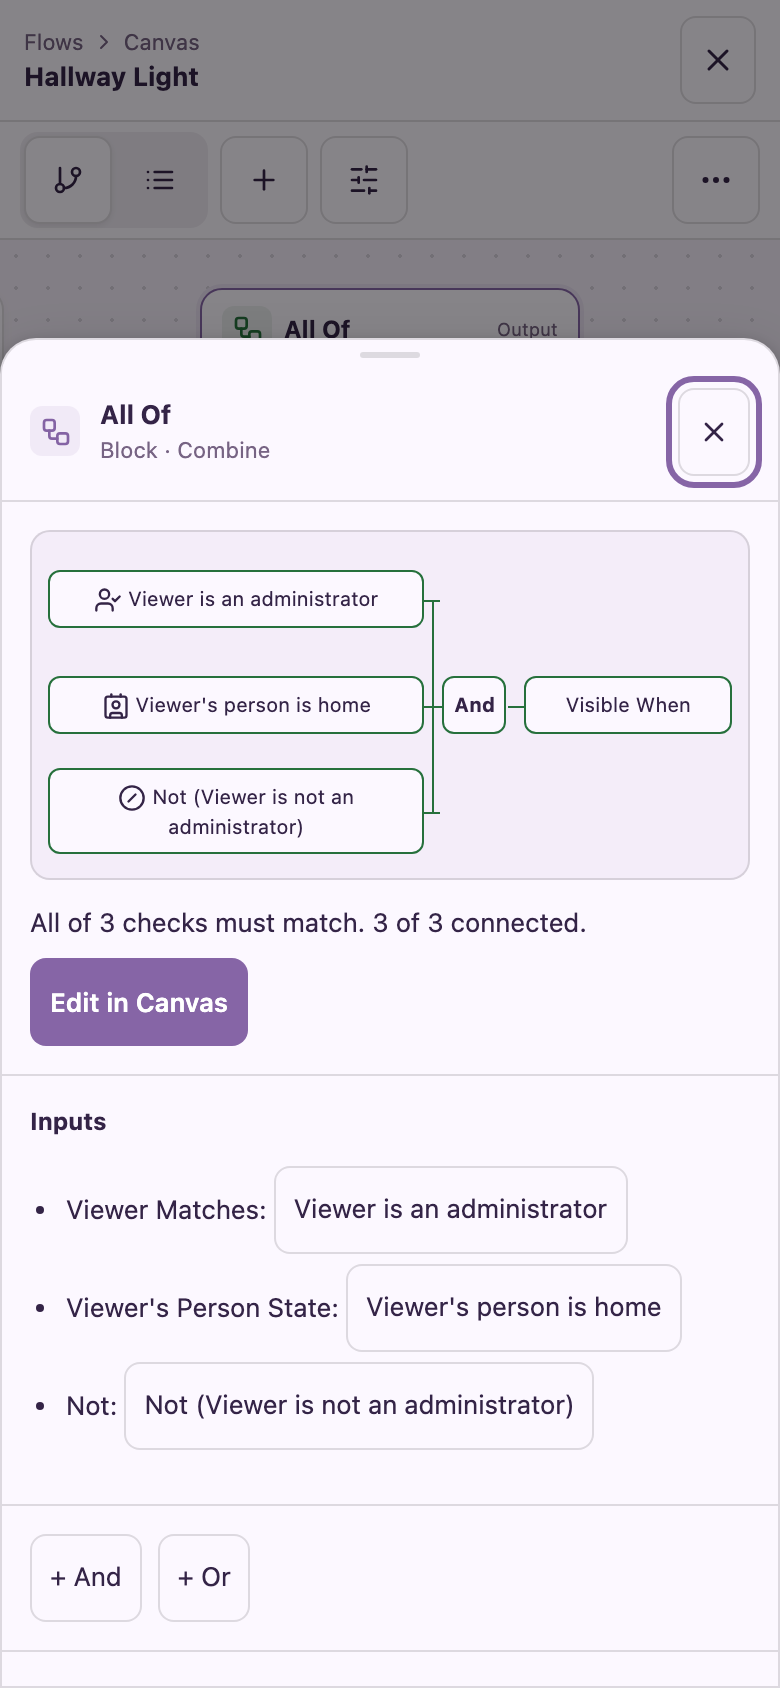 Flows > Canvas
Hallway Light
All Of
Output
All Of
Block · Combine
Viewer is an administrator
Viewer's person is home
And
Visible When
Not (Viewer is not an
administrator)
All of 3 checks must match. 3 of 3 connected.
Edit in Canvas
Inputs
• Viewer Matches: Viewer is an administrator
• Viewer's Person State: Viewer's person is home
• Not: Not (Viewer is not an administrator)
+ And
+ Or